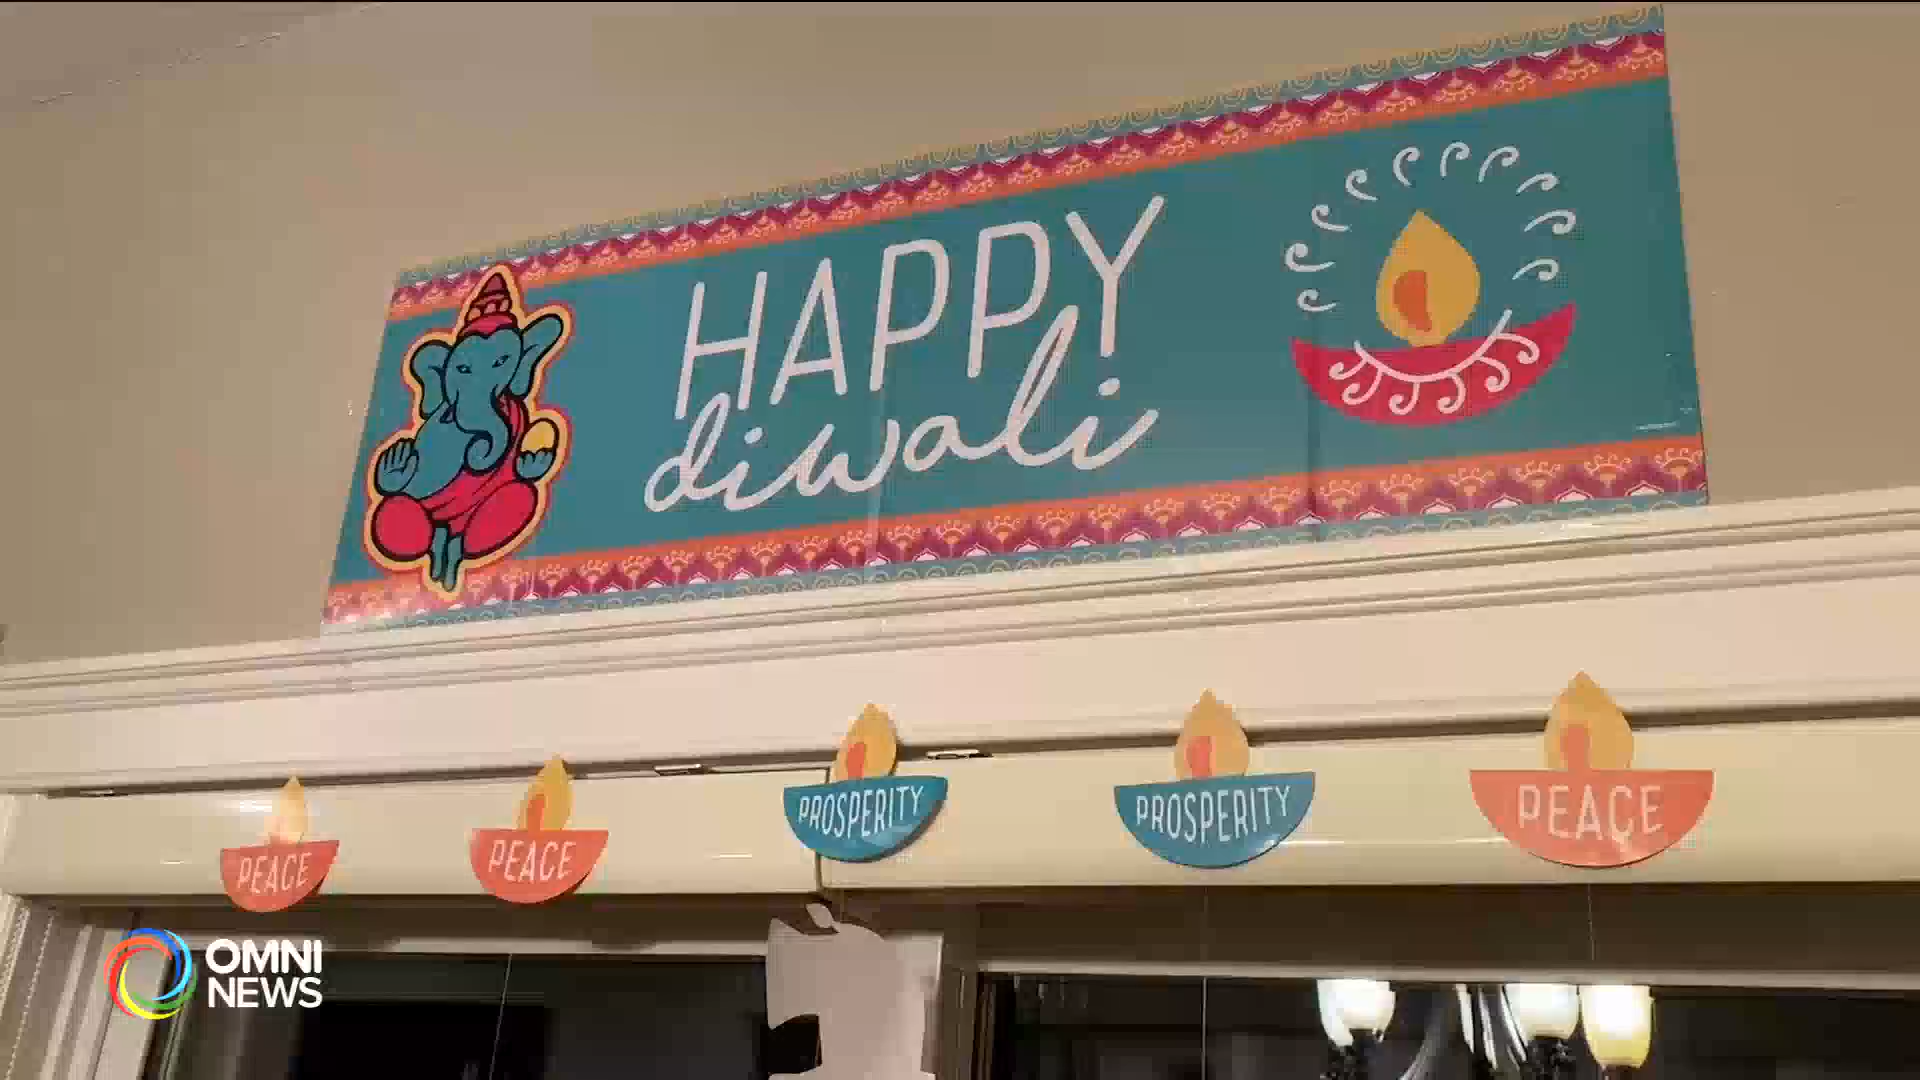 HAPPY
diwali
PEACE
PEACE
PROSPERITY
PROSPERITY
PEACE
OMNI
NEWS